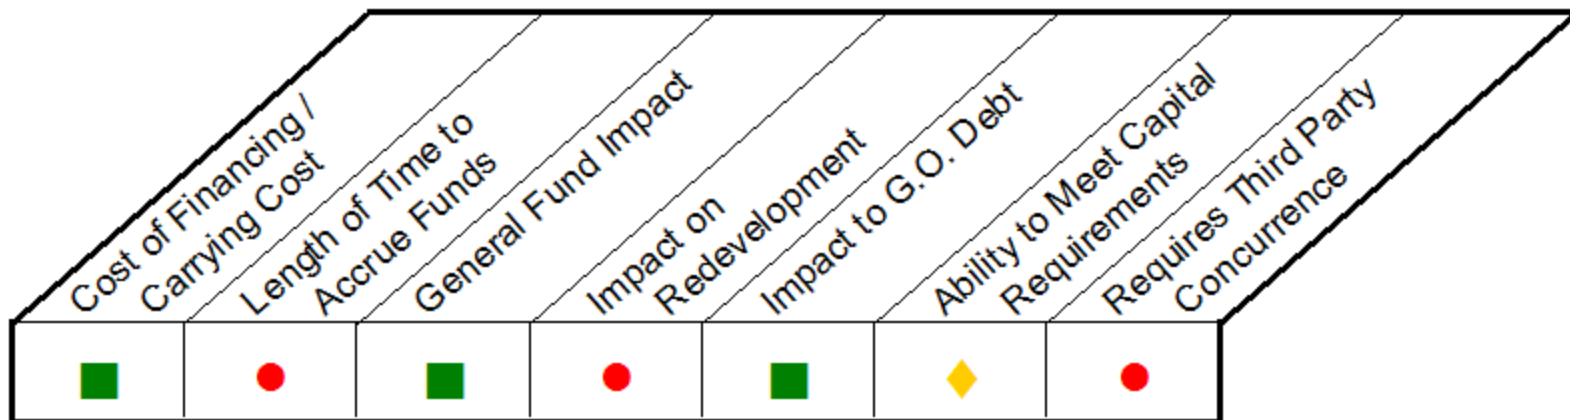 Cost of Financing /
Carrying Cost
Length of Time to
Accrue Funds
General Fund Impact
Impact on
Redevelopment
Impact to G.O. Debt
Ability to Meet Capital
Requirements
Requires Third Party
Concurrence